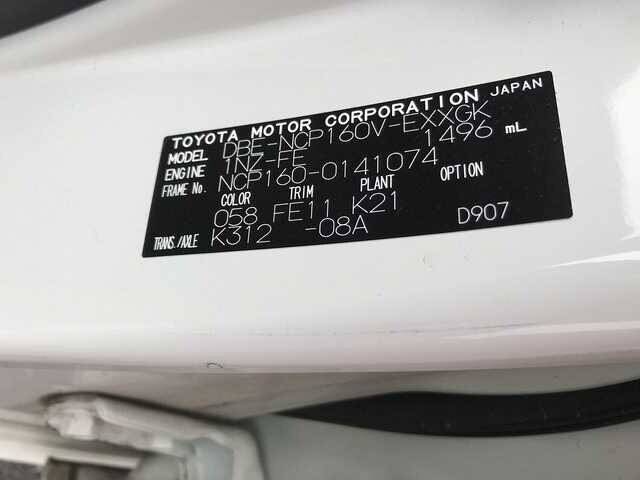 TOYOTA MOTOR CORPORATION JAPAN
MODEL DBE-NCP160V-EXXGK
ENGINE 1NZ-FE 1496 mL
FRAME No. NCP160-0141074
COLOR TRIM PLANT OPTION
058 FE11 K21
TRANS./AXLE K312 -08A D907